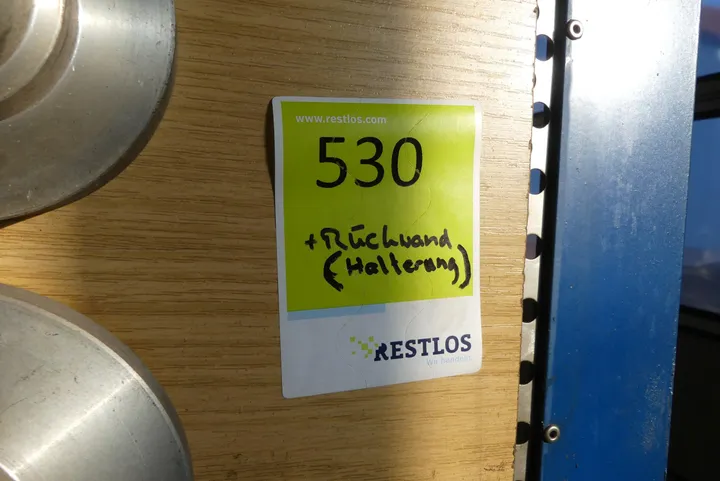 www.restlos.com
530
+ Rückwand
(Halterung)
RESTLOS